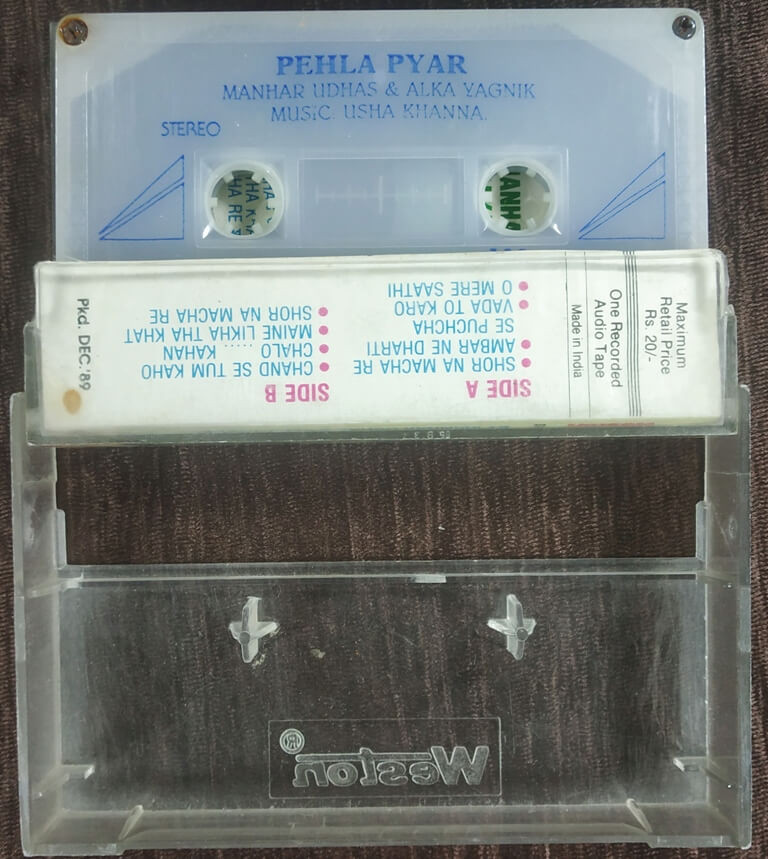 PEHLA PYAR
MANHAR UDHAS & ALKA YAGNIK
MUSIC. USHA KHANNA.
STEREO
SIDE A
SHOR NA MACHA RE
AMBAR NE DHARTI
SE PUCHCHA
VADA TO KARO
O MERE SAATHI
SIDE B
CHAND SE TUM KAHO
CHALO ..... KAHAN
MAINE LIKHA THA KHAT
SHOR NA MACHA RE
Made in India
One Recorded
Audio Tape
Maximum
Retail Price
Rs. 20/-
Pkd. DEC.'89
Weston